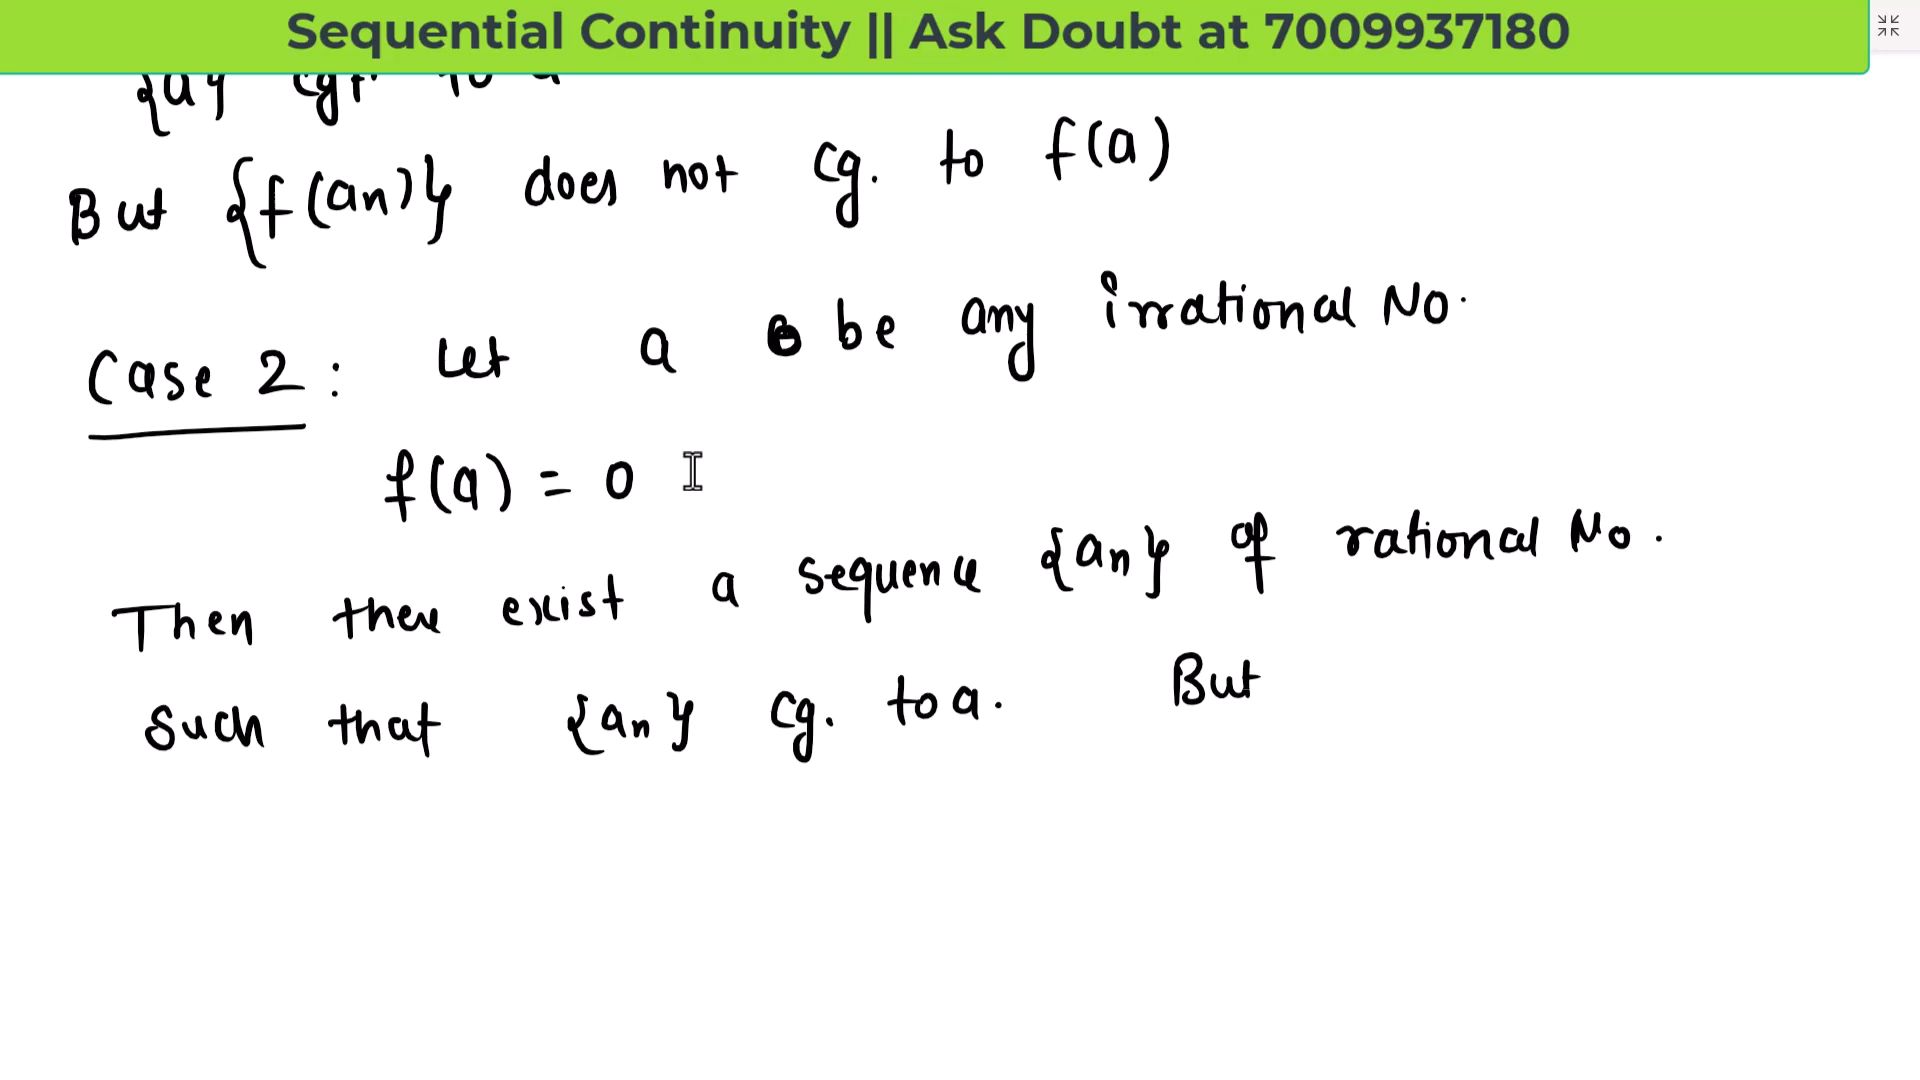 Sequential Continuity || Ask Doubt at 7009937180
to a
But {f(an)} does not cg. to f(a)
Case 2: Let a be any irrational No.
f(a) = 0
Then there exist a sequence {an} of rational No.
Such that {an} cg. to a. But